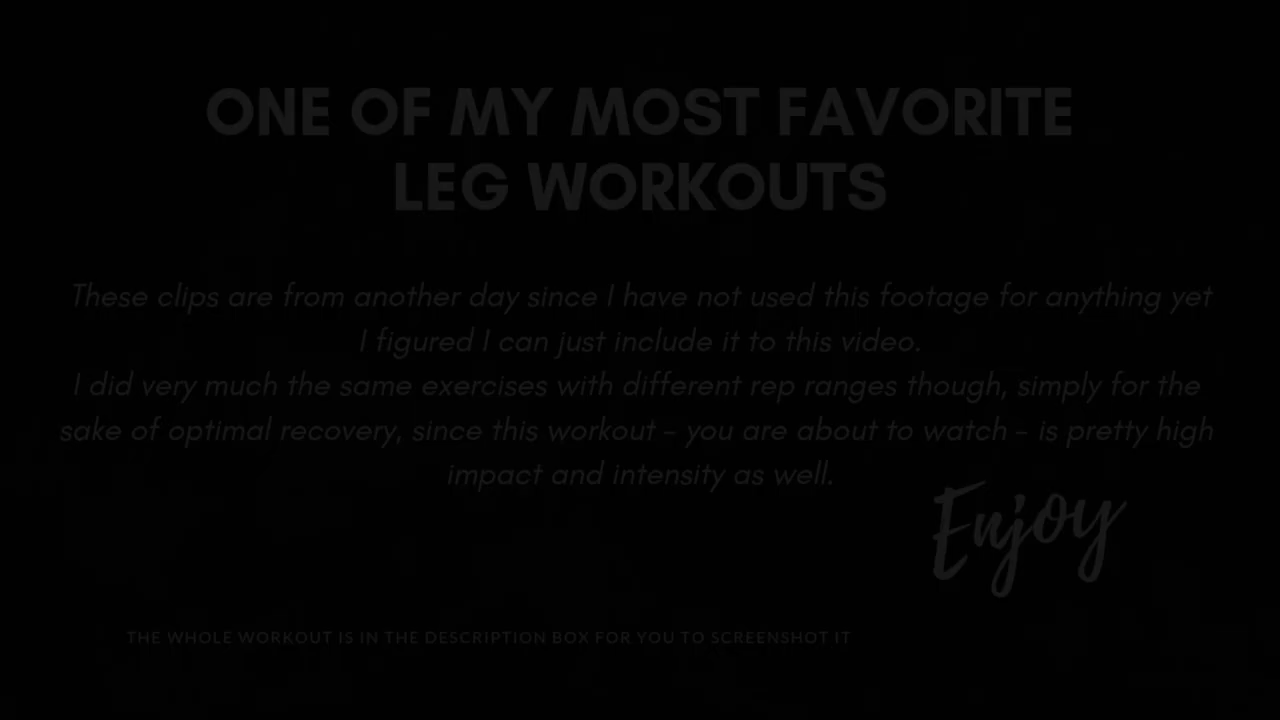 ONE OF MY MOST FAVORITE
LEG WORKOUTS
These clips are from another day since I have not used this footage for anything yet
I figured I can just include it to this video.
I did very much the same exercises with different rep ranges though, simply for the
sake of optimal recovery, since this workout - you are about to watch - is pretty high
impact and intensity as well.
Enjoy
THE WHOLE WORKOUT IS IN THE DESCRIPTION BOX FOR YOU TO SCREENSHOT IT